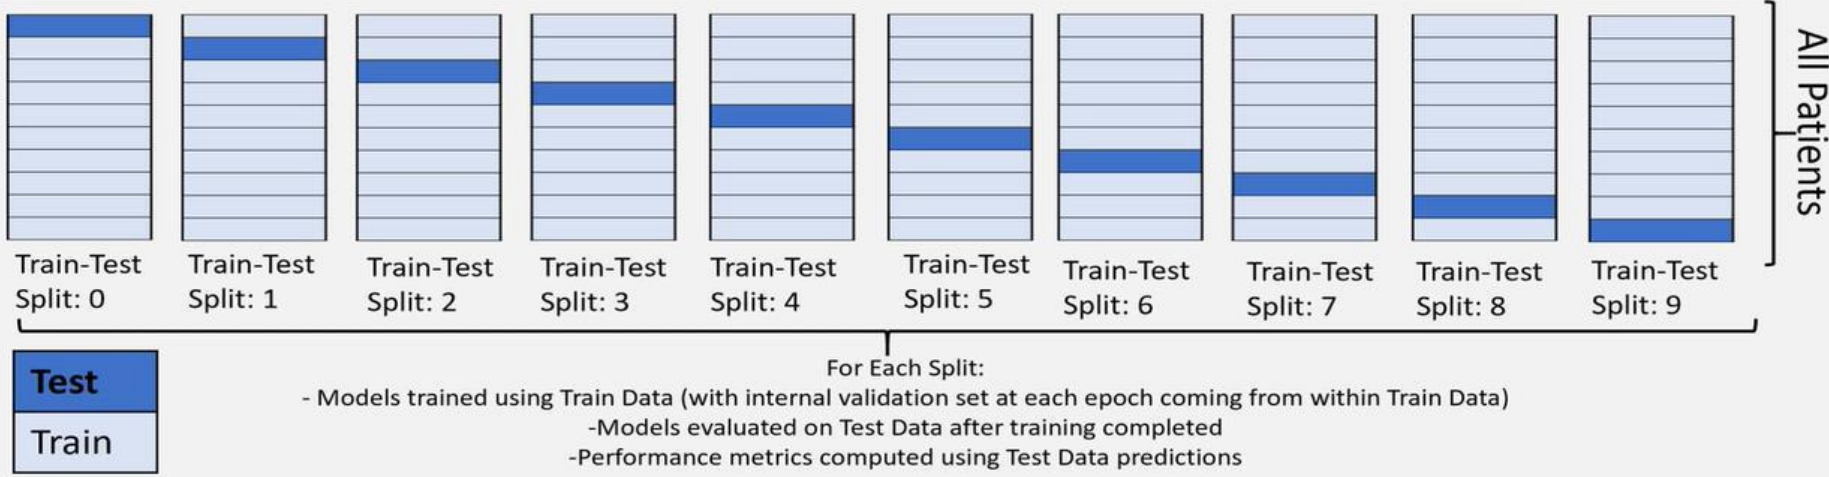 Train-Test
Split: 0
Train-Test
Split: 1
Train-Test
Split: 2
Train-Test
Split: 3
Train-Test
Split: 4
Train-Test
Split: 5
Train-Test
Split: 6
Train-Test
Split: 7
Train-Test
Split: 8
Train-Test
Split: 9
All Patients
Test
Train
For Each Split:
- Models trained using Train Data (with internal validation set at each epoch coming from within Train Data)
-Models evaluated on Test Data after training completed
-Performance metrics computed using Test Data predictions